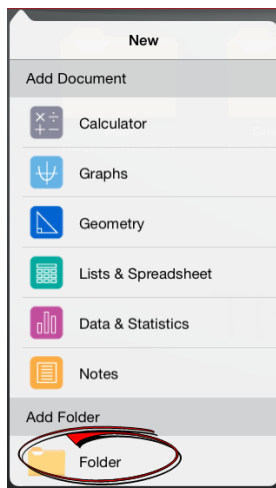 New
Add Document
Calculator
Graphs
Geometry
Lists & Spreadsheet
Data & Statistics
Notes
Add Folder
Folder